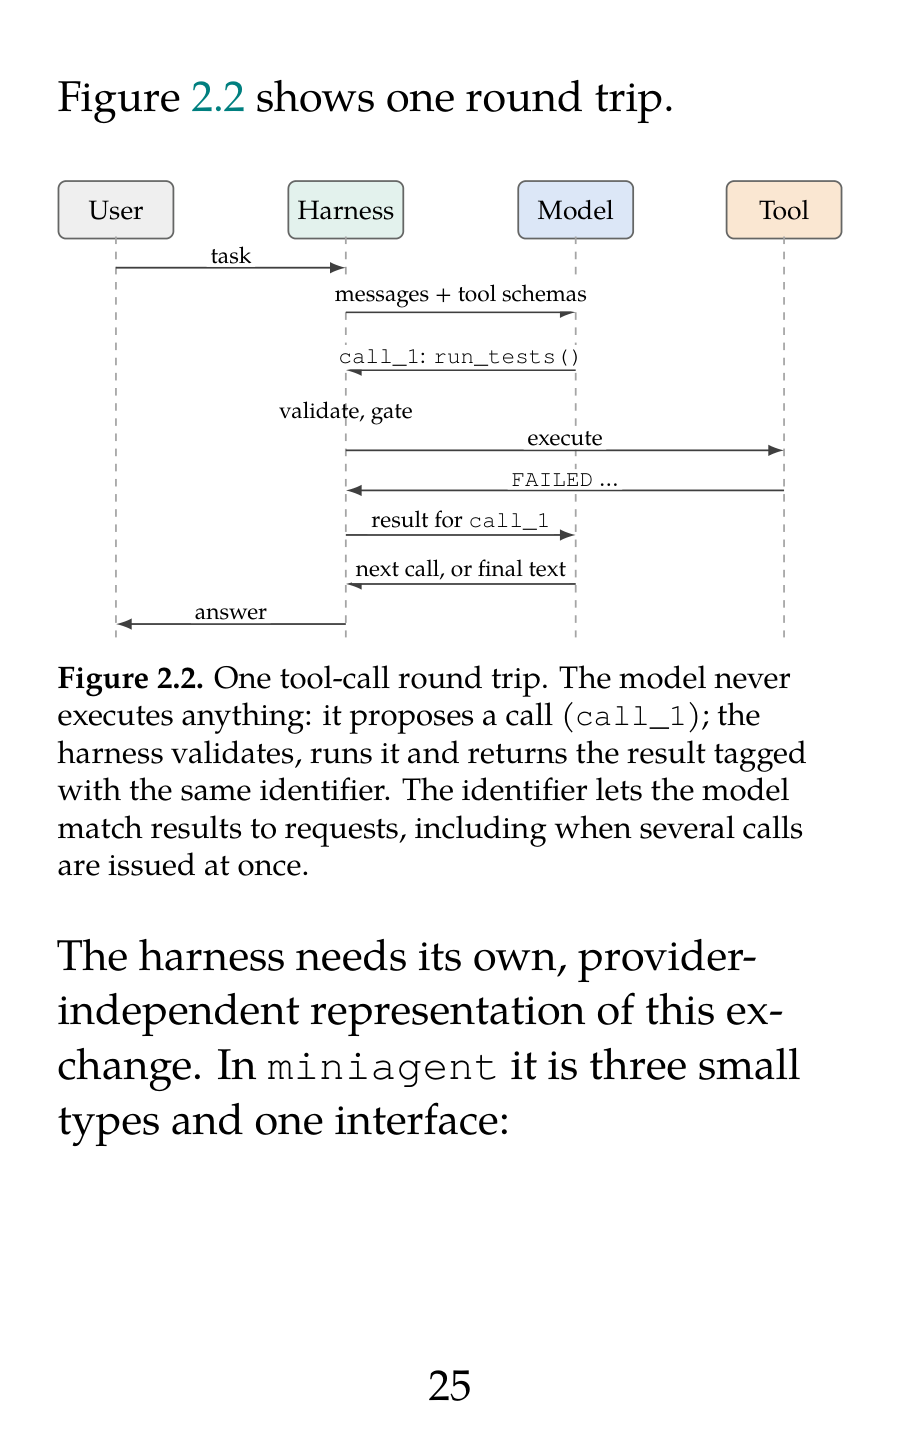 Figure 2.2 shows one round trip.
User Harness Model Tool
task
messages + tool schemas
call_1: run_tests()
validate, gate
execute
FAILED ...
result for call_1
next call, or final text
answer
Figure 2.2. One tool-call round trip. The model never
executes anything: it proposes a call (call_1); the
harness validates, runs it and returns the result tagged
with the same identifier. The identifier lets the model
match results to requests, including when several calls
are issued at once.
The harness needs its own, provider-
independent representation of this ex-
change. In miniagent it is three small
types and one interface:
25